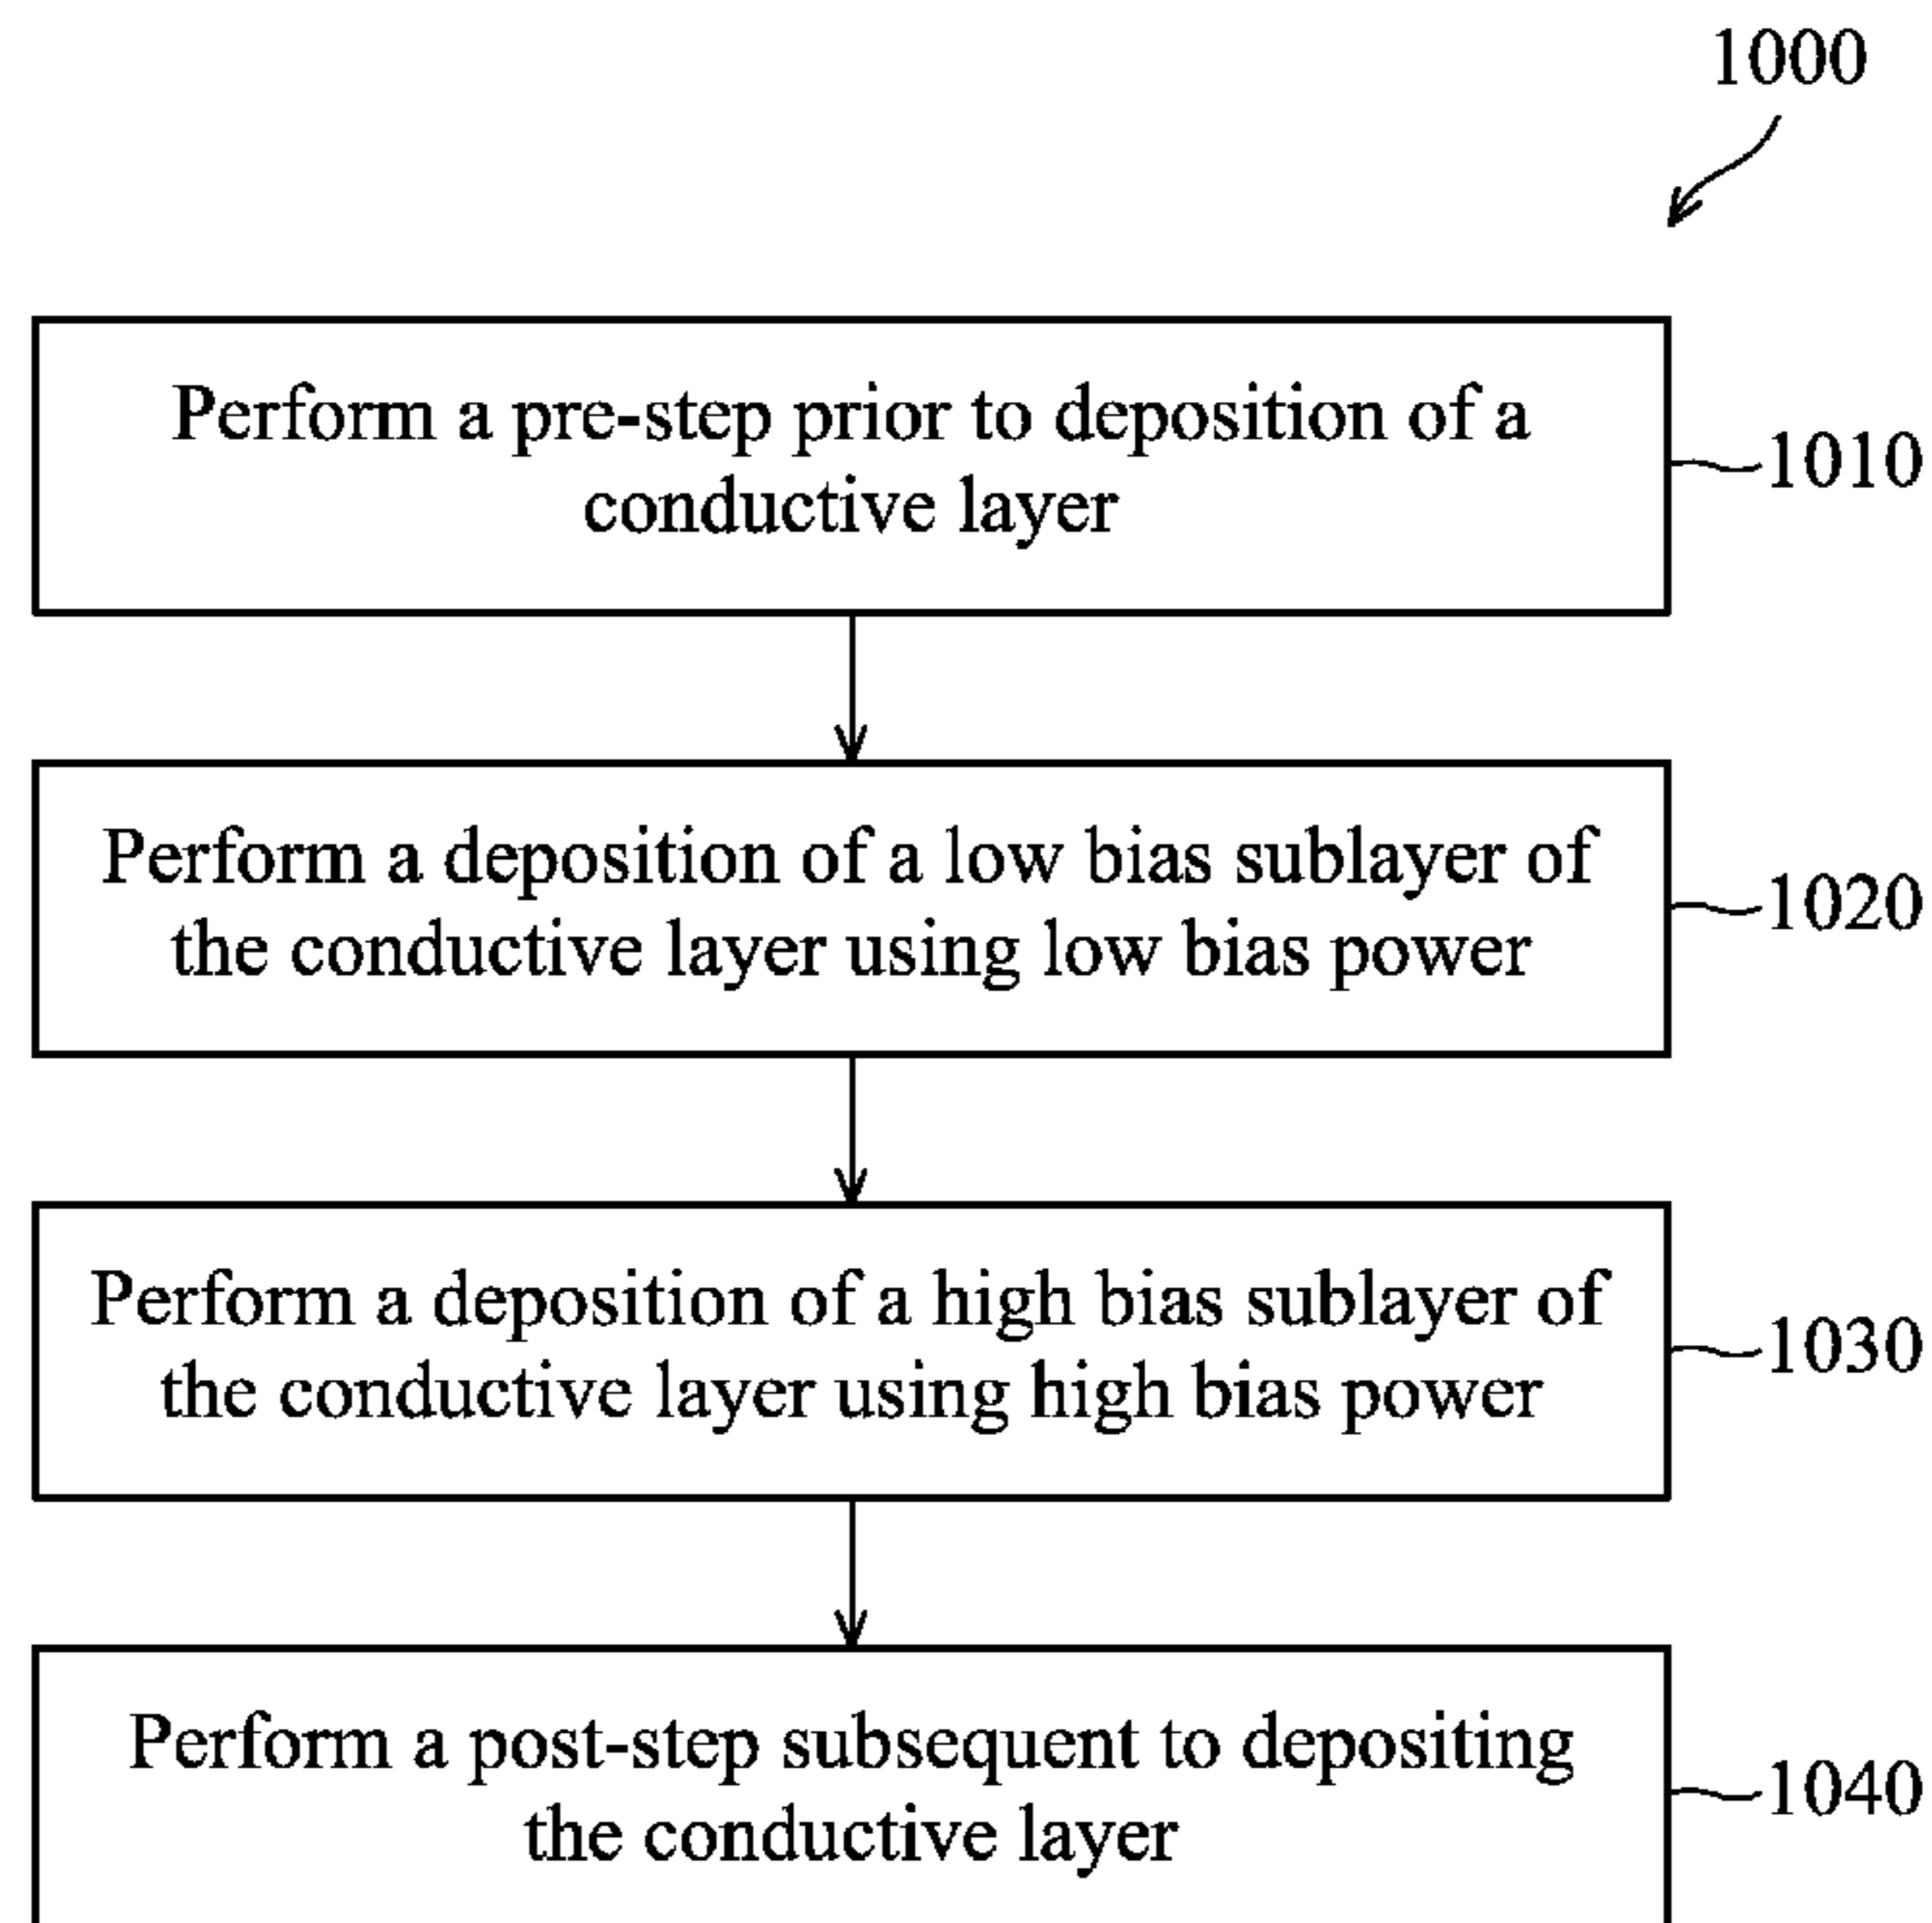 1000
Perform a pre-step prior to deposition of a
conductive layer
1010
Perform a deposition of a low bias sublayer of
the conductive layer using low bias power
1020
Perform a deposition of a high bias sublayer of
the conductive layer using high bias power
1030
Perform a post-step subsequent to depositing
the conductive layer
1040